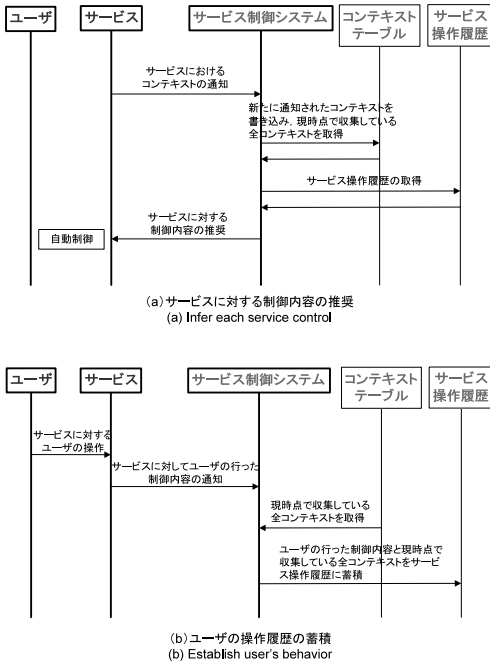 ユーザ
サービス
サービス制御システム
コンテキスト
テーブル
サービス
操作履歴
サービスにおける
コンテキストの通知
新たに通知されたコンテキストを
書き込み，現時点で収集している
全コンテキストを取得
サービス操作履歴の取得
サービスに対する
制御内容の推奨
自動制御
(a)サービスに対する制御内容の推奨
(a) Infer each service control
ユーザ
サービス
サービス制御システム
コンテキスト
テーブル
サービス
操作履歴
サービスに対する
ユーザの操作
サービスに対してユーザの行った
制御内容の通知
現時点で収集している
全コンテキストを取得
ユーザの行った制御内容と現時点で
収集している全コンテキストをサービ
ス操作履歴に蓄積
(b)ユーザの操作履歴の蓄積
(b) Establish user's behavior